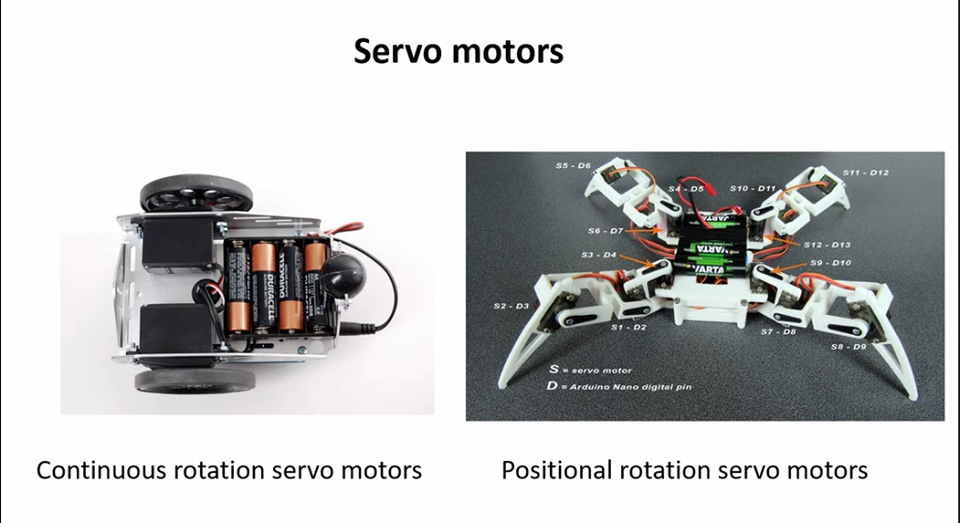 Servo motors
S5 - D6
S4 - D5
S10 - D11
S11 - D12
S6 - D7
S12 - D13
S3 - D4
S9 - D10
S2 - D3
S1 - D2
S7 - D8
S8 - D9
S = servo motor
D = Arduino Nano digital pin
VARTA
VARTA
VARTA
DURACELL
DURACELL
Continuous rotation servo motors
Positional rotation servo motors